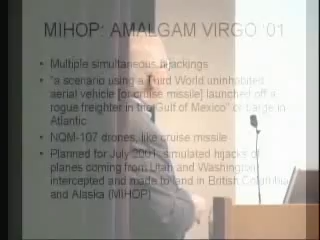 MIHOP: AMALGAM VIRGO '01
• Multiple simultaneous hijackings
• "a scenario using a Third World uninhabited
aerial vehicle [or cruise missile] launched off a
rogue freighter in the Gulf of Mexico" or barge in
Atlantic
• NQM-107 drones, like cruise missile
• Planned for July 2001, simulated hijacks of
planes coming from Utah and Washington,
intercepted and made to land in British Columbia
and Alaska (MIHOP)